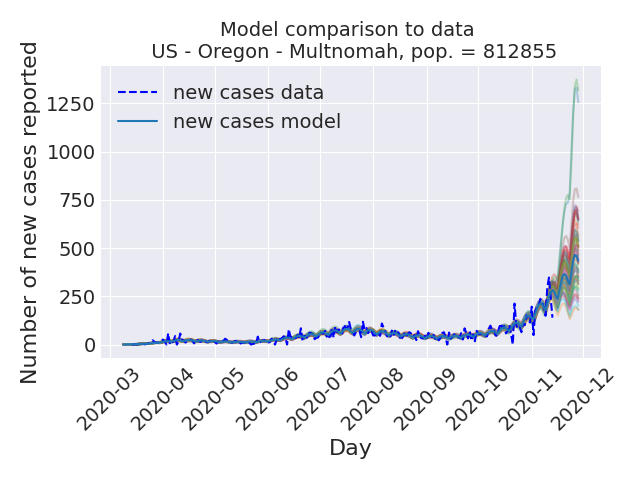 Model comparison to data
US - Oregon - Multnomah, pop. = 812855
Number of new cases reported
new cases data
new cases model
1250
1000
750
500
250
0
2020-03
2020-04
2020-05
2020-06
2020-07
2020-08
2020-09
2020-10
2020-11
2020-12
Day